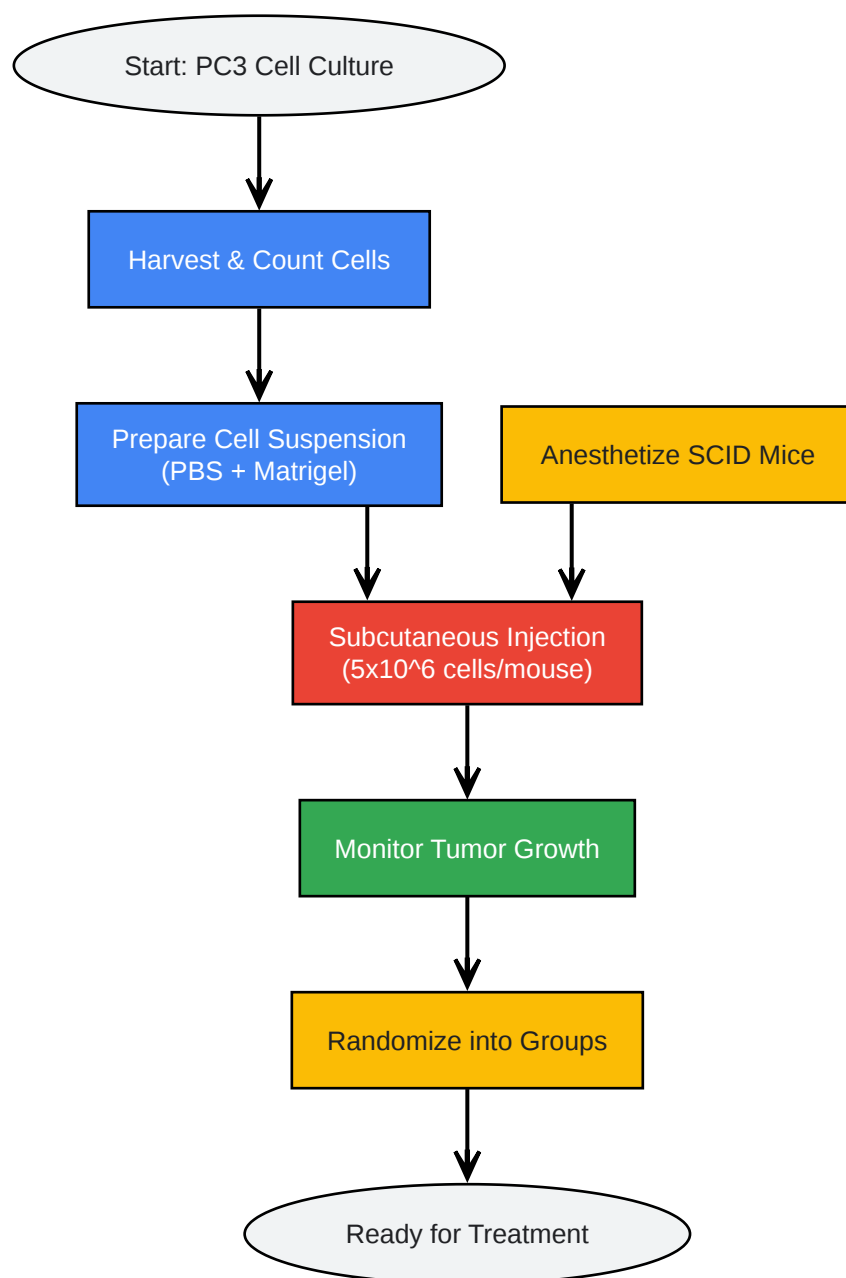 Start: PC3 Cell Culture
Harvest & Count Cells
Prepare Cell Suspension
(PBS + Matrigel)
Anesthetize SCID Mice
Subcutaneous Injection
(5x10^6 cells/mouse)
Monitor Tumor Growth
Randomize into Groups
Ready for Treatment